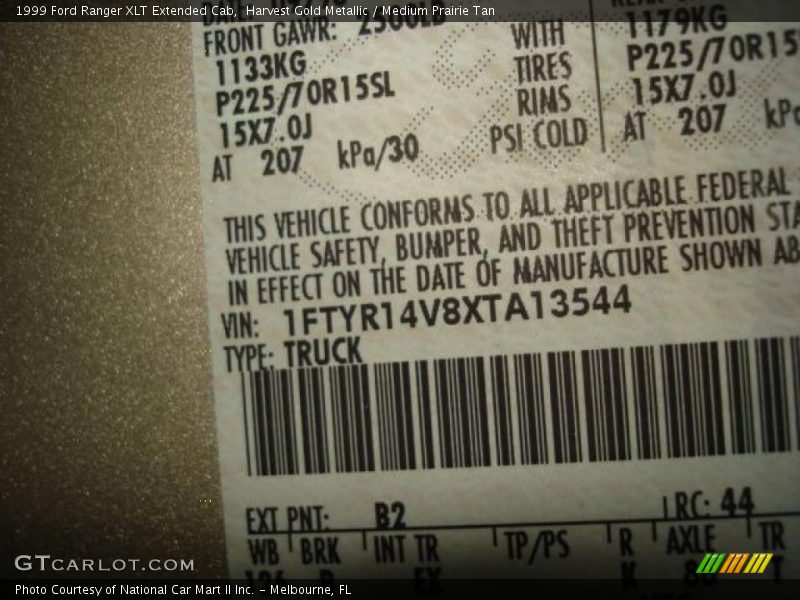 1999 Ford Ranger XLT Extended Cab, Harvest Gold Metallic / Medium Prairie Tan
FRONT GAWR: 2500LB
1133KG
P225/70R15SL
15X7.0J
AT 207 kPa/30
WITH
TIRES
RIMS
PSI COLD
1179KG
P225/70R15
15X7.0J
AT 207 kPa
THIS VEHICLE CONFORMS TO ALL APPLICABLE FEDERAL
VEHICLE SAFETY, BUMPER, AND THEFT PREVENTION STA
IN EFFECT ON THE DATE OF MANUFACTURE SHOWN AB
VIN: 1FTYR14V8XTA13544
TYPE: TRUCK
EXT PNT: B2 RC: 44
WB BRK INT TR TP/PS R AXLE TR
GTCARLOT.COM
Photo Courtesy of National Car Mart II Inc. – Melbourne, FL